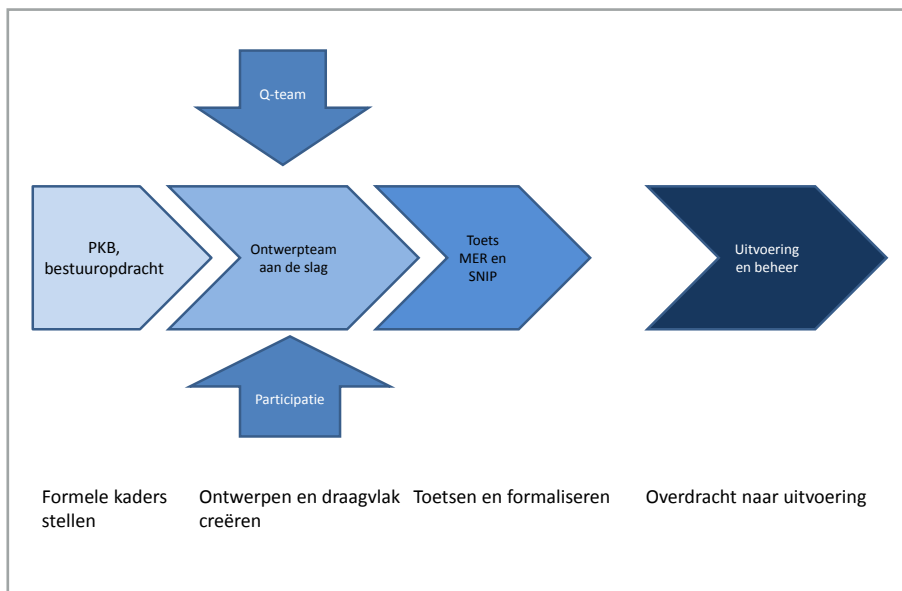 Q-team
PKB,
bestuuropdracht
Ontwerpteam
aan de slag
Toets
MER en
SNIP
Uitvoering
en beheer
Participatie
Formele kaders
stellen
Ontwerpen en draagvlak
creëren
Toetsen en formaliseren
Overdracht naar uitvoering